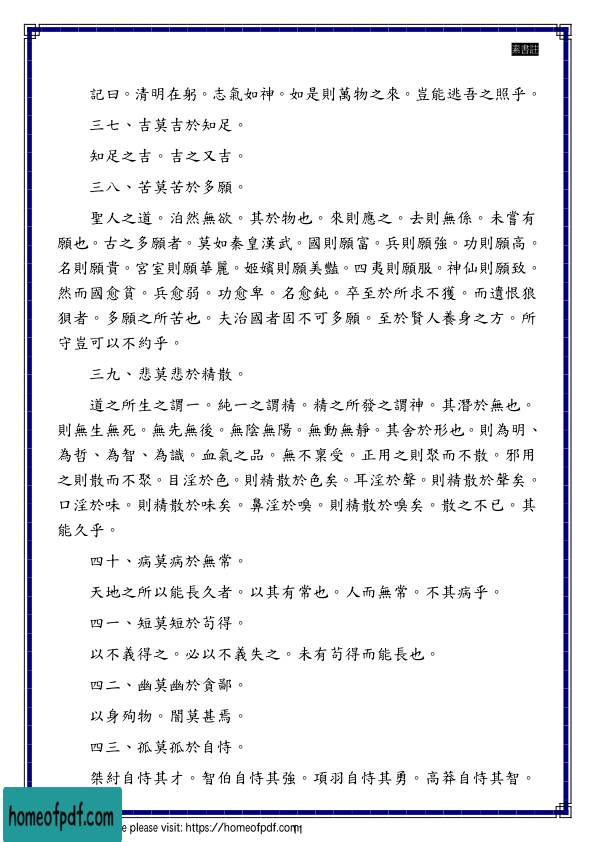 素書註
記曰。清明在躬。志氣如神。如是則萬物之來。豈能逃吾之照乎。
三七、吉莫吉於知足。
知足之吉。吉之又吉。
三八、苦莫苦於多願。
聖人之道。泊然無欲。其於物也。來則應之。去則無係。未嘗有
願也。古之多願者。莫如秦皇漢武。國則願富。兵則願強。功則願高。
名則願貴。宮室則願華麗。姬嬪則願美豔。四夷則願服。神仙則願致。
然而國愈貧。兵愈弱。功愈卑。名愈鈍。卒至於所求不獲。而遺恨狼
狽者。多願之所苦也。夫治國者固不可多願。至於賢人養身之方。所
守豈可以不約乎。
三九、悲莫悲於精散。
道之所生之謂一。純一之謂精。精之所發之謂神。其潛於無也。
則無生無死。無先無後。無陰無陽。無動無靜。其舍於形也。則為明、
為哲、為智、為識。血氣之品。無不稟受。正用之則聚而不散。邪用
之則散而不聚。目淫於色。則精散於色矣。耳淫於聲。則精散於聲矣。
口淫於味。則精散於味矣。鼻淫於嗅。則精散於嗅矣。散之不已。其
能久乎。
四十、病莫病於無常。
天地之所以能長久者。以其有常也。人而無常。不其病乎。
四一、短莫短於苟得。
以不義得之。必以不義失之。未有苟得而能長也。
四二、幽莫幽於貪鄙。
以身殉物。闇莫甚焉。
四三、孤莫孤於自恃。
桀紂自恃其才。智伯自恃其強。項羽自恃其勇。高莽自恃其智。
homeofpdf.com
e please visit: https://homeofpdf.com
11